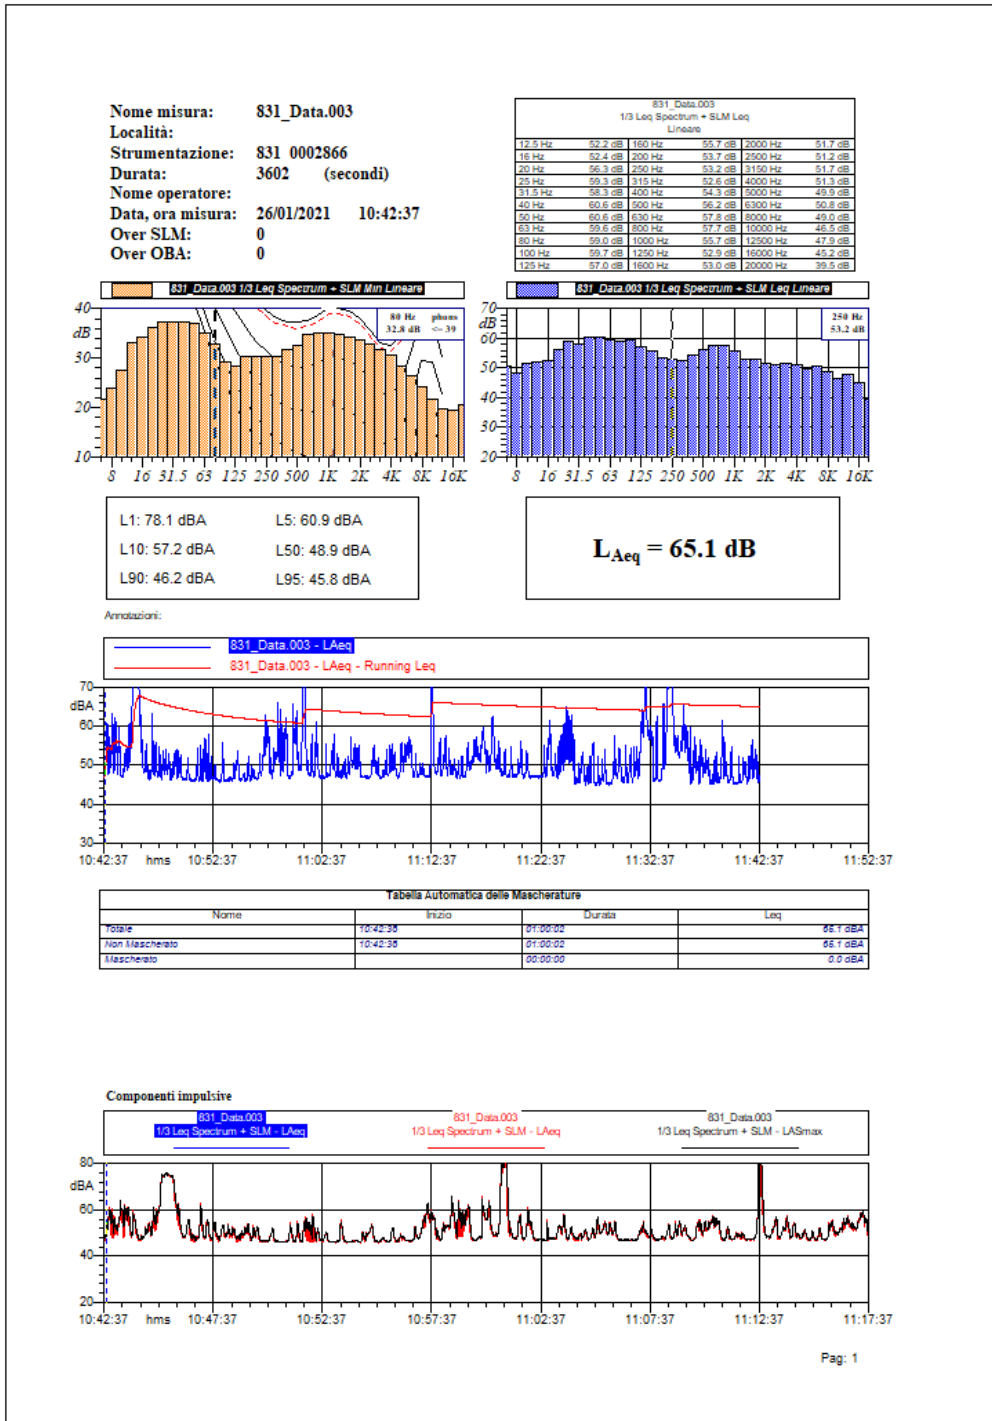 Nome misura: 831_Data.003
Località:
Strumentazione: 831 0002866
Durata: 3602 (secondi)
Nome operatore:
Data, ora misura: 26/01/2021 10:42:37
Over SLM: 0
Over OBA: 0
831_Data.003
1/3 Leq Spectrum + SLM Leq
Lineare
12.5 Hz 52.2 dB 160 Hz 55.7 dB 2000 Hz 51.7 dB
16 Hz 52.4 dB 200 Hz 53.7 dB 2500 Hz 51.2 dB
20 Hz 56.3 dB 250 Hz 53.2 dB 3150 Hz 51.7 dB
25 Hz 59.3 dB 315 Hz 52.6 dB 4000 Hz 51.3 dB
31.5 Hz 58.3 dB 400 Hz 54.3 dB 5000 Hz 49.9 dB
40 Hz 60.6 dB 500 Hz 56.2 dB 6300 Hz 50.8 dB
50 Hz 60.6 dB 630 Hz 57.8 dB 8000 Hz 49.0 dB
63 Hz 59.6 dB 800 Hz 57.7 dB 10000 Hz 46.5 dB
80 Hz 59.0 dB 1000 Hz 55.7 dB 12500 Hz 47.9 dB
100 Hz 59.7 dB 1250 Hz 52.9 dB 16000 Hz 45.2 dB
125 Hz 57.0 dB 1600 Hz 53.0 dB 20000 Hz 39.5 dB
831_Data.003 1/3 Leq Spectrum + SLM Min Lineare
40
dB
30
20
10
80 Hz phons
32.8 dB <= 39
8 16 31.5 63 125 250 500 1K 2K 4K 8K 16K
831_Data.003 1/3 Leq Spectrum + SLM Leq Lineare
70
dB
60
50
40
30
20
250 Hz
53.2 dB
8 16 31.5 63 125 250 500 1K 2K 4K 8K 16K
L1: 78.1 dBA L5: 60.9 dBA
L10: 57.2 dBA L50: 48.9 dBA
L90: 46.2 dBA L95: 45.8 dBA
LAeq = 65.1 dB
Annotazioni:
831_Data.003 - LAeq
831_Data.003 - LAeq - Running Leq
70
dBA
60
50
40
30
10:42:37 hms 10:52:37 11:02:37 11:12:37 11:22:37 11:32:37 11:42:37 11:52:37
Tabella Automatica delle Mascherature
Nome Inizio Durata Leq
Totale 10:42:36 01:00:02 65.1 dBA
Non Mascherato 10:42:36 01:00:02 65.1 dBA
Mascherato 00:00:00 0.0 dBA
Componenti impulsive
831_Data.003 831_Data.003 831_Data.003
1/3 Leq Spectrum + SLM - LAeq 1/3 Leq Spectrum + SLM - LAeq 1/3 Leq Spectrum + SLM - LASmax
80
dBA
60
40
20
10:42:37 hms 10:47:37 10:52:37 10:57:37 11:02:37 11:07:37 11:12:37 11:17:37
Pag: 1